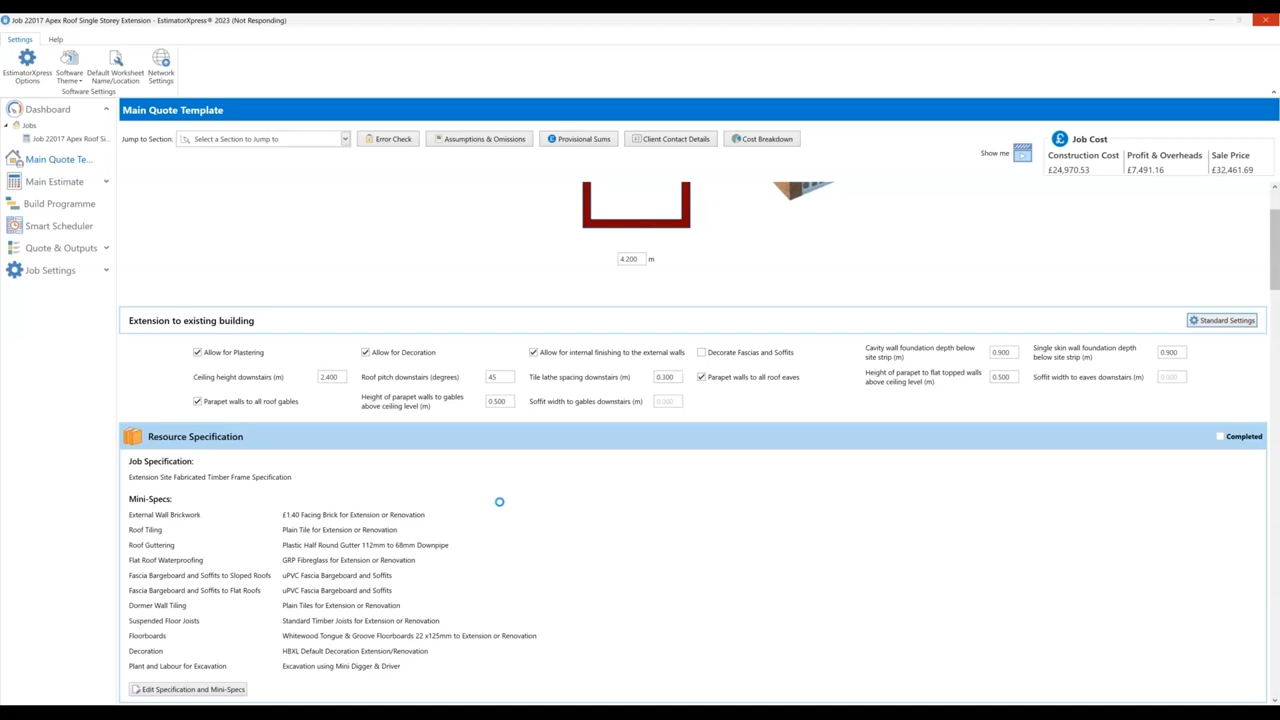 Job 22017 Apex Roof Single Storey Extension - EstimatorXpress® 2023 (Not Responding)
Settings Help
EstimatorXpress Options
Software Theme
Default Worksheet Name/Location
Network Settings
Software Settings
Dashboard
Jobs
Job 22017 Apex Roof Si...
Main Quote Te...
Main Estimate
Build Programme
Smart Scheduler
Quote & Outputs
Job Settings
Main Quote Template
Jump to Section: Select a Section to Jump to Error Check Assumptions & Omissions Provisional Sums Client Contact Details Cost Breakdown
Show me
Job Cost
Construction Cost Profit & Overheads Sale Price
£24,970.53 £7,491.16 £32,461.69
4.200 m
Extension to existing building Standard Settings
Allow for Plastering Allow for Decoration Allow for internal finishing to the external walls Decorate Fascias and Soffits Cavity wall foundation depth below site strip (m) 0.900 Single skin wall foundation depth below site strip (m) 0.900
Ceiling height downstairs (m) 2.400 Roof pitch downstairs (degrees) 45 Tile lathe spacing downstairs (m) 0.300 Parapet walls to all roof eaves Height of parapet to flat topped walls above ceiling level (m) 0.500 Soffit width to eaves downstairs (m) 0.000
Parapet walls to all roof gables Height of parapet walls to gables above ceiling level (m) 0.500 Soffit width to gables downstairs (m) 0.000
Resource Specification Completed
Job Specification:
Extension Site Fabricated Timber Frame Specification
Mini-Specs:
External Wall Brickwork £1.40 Facing Brick for Extension or Renovation
Roof Tiling Plain Tile for Extension or Renovation
Roof Guttering Plastic Half Round Gutter 112mm to 68mm Downpipe
Flat Roof Waterproofing GRP Fibreglass for Extension or Renovation
Fascia Bargeboard and Soffits to Sloped Roofs uPVC Fascia Bargeboard and Soffits
Fascia Bargeboard and Soffits to Flat Roofs uPVC Fascia Bargeboard and Soffits
Dormer Wall Tiling Plain Tiles for Extension or Renovation
Suspended Floor Joists Standard Timber Joists for Extension or Renovation
Floorboards Whitewood Tongue & Groove Floorboards 22 x125mm to Extension or Renovation
Decoration HBXL Default Decoration Extension/Renovation
Plant and Labour for Excavation Excavation using Mini Digger & Driver
Edit Specification and Mini-Specs